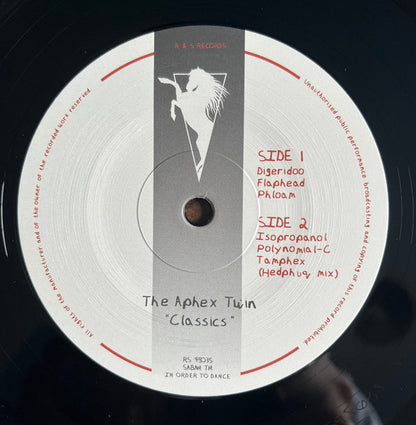 R & S RECORDS
Unauthorized public performance broadcasting and copying of this record prohibited.
SIDE 1
Digeridoo
Flaphead
Phloam
SIDE 2
Isopropanol
Polynomial-C
Tamphex
(Hedphuq mix)
The Aphex Twin
"Classics"
RS 94035
SABAM TM
IN ORDER TO DANCE
All rights of the manufacturer and of the owner of the recorded work reserved.